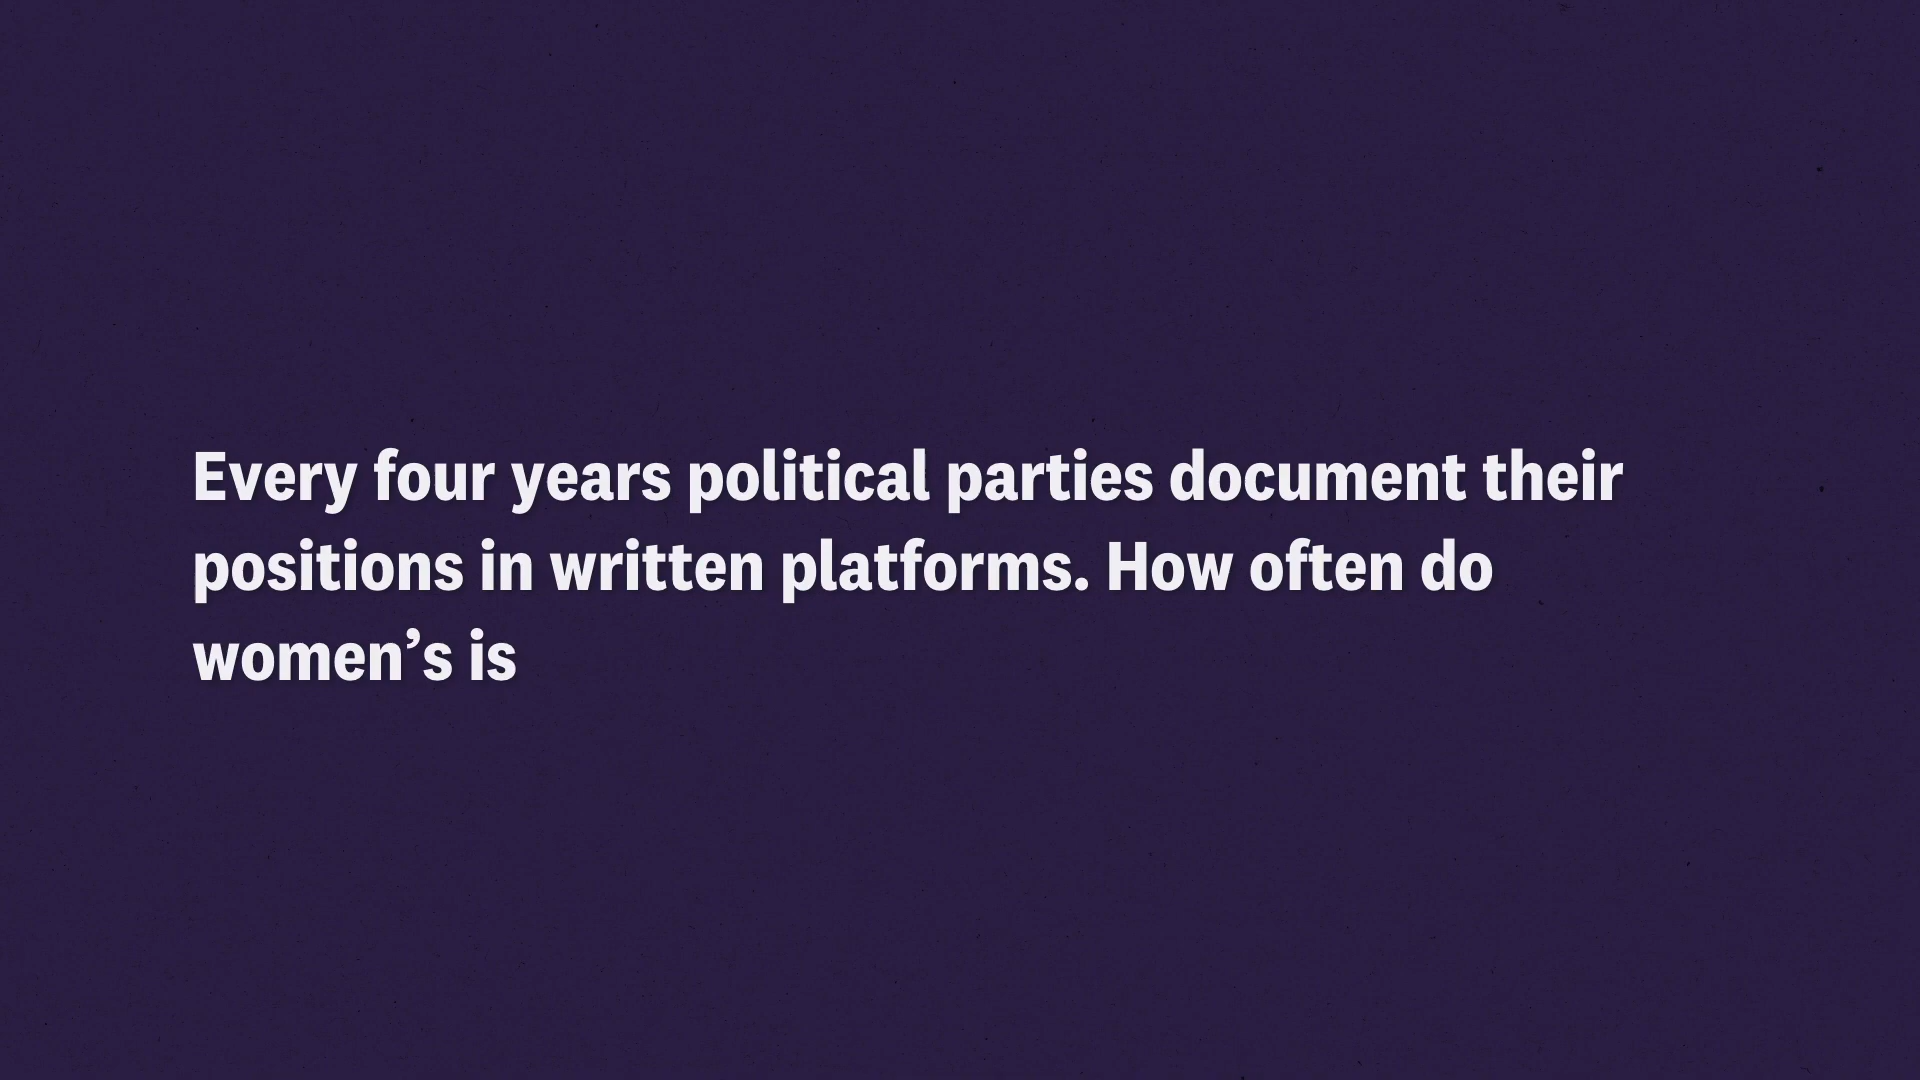 Every four years political parties document their
positions in written platforms. How often do
women’s is